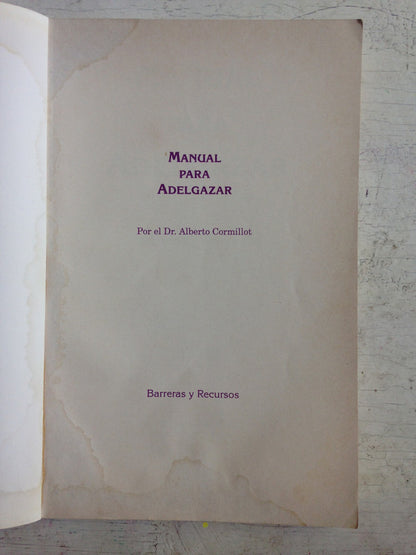 MANUAL
PARA
ADELGAZAR
Por el Dr. Alberto Cormillot
Barreras y Recursos